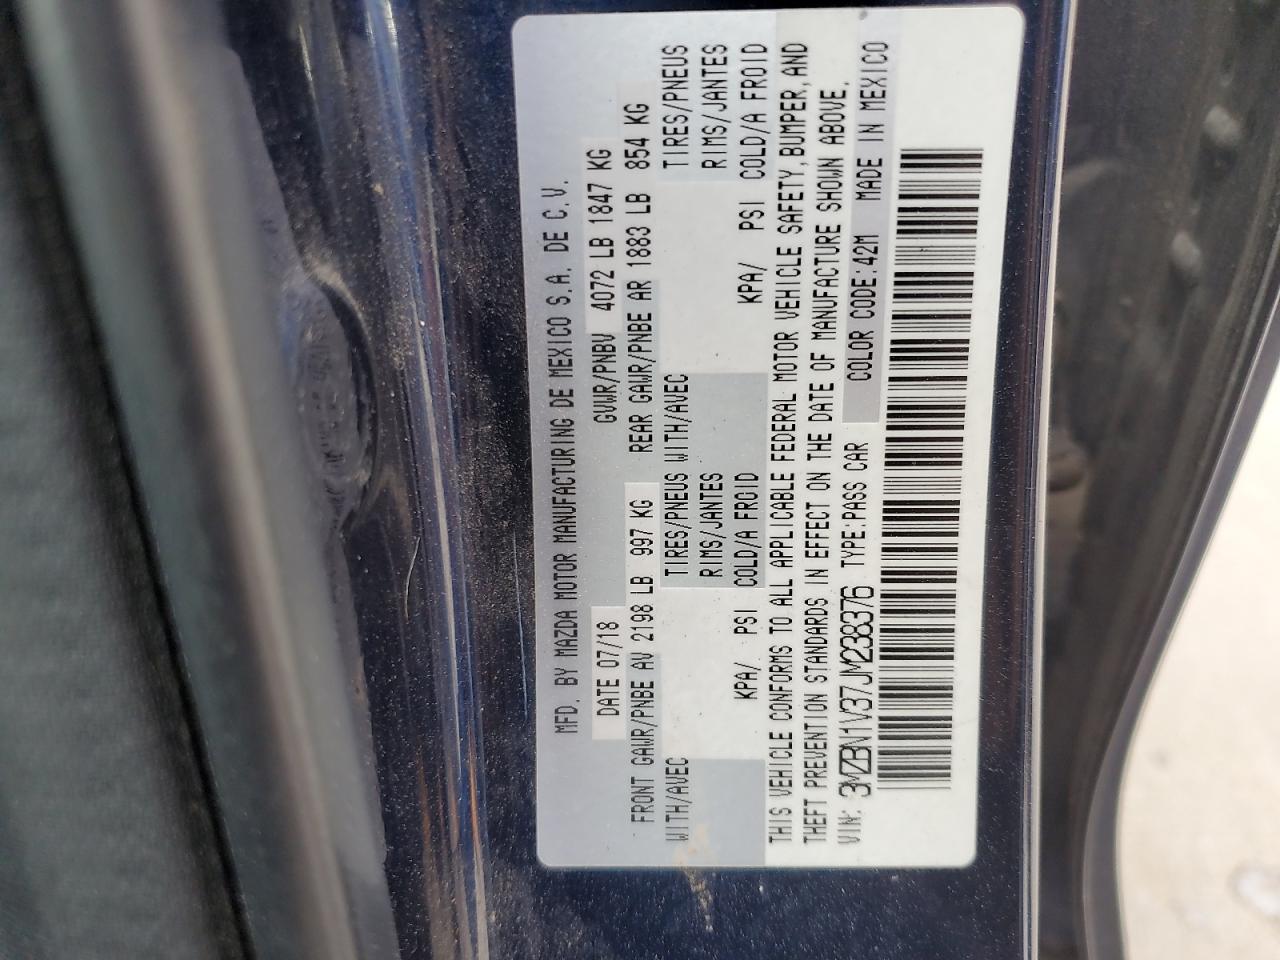 MFD. BY MAZDA MOTOR MANUFACTURING DE MEXICO S.A. DE C.V.
DATE 07/18 GVWR/PNBV 4072 LB 1847 KG
FRONT GAWR/PNBE AV 2198 LB 997 KG REAR GAWR/PNBE AR 1883 LB 854 KG
WITH/AVEC TIRES/PNEUS WITH/AVEC TIRES/PNEUS
RIMS/JANTES RIMS/JANTES
KPA/ PSI COLD/A FROID KPA/ PSI COLD/A FROID
THIS VEHICLE CONFORMS TO ALL APPLICABLE FEDERAL MOTOR VEHICLE SAFETY, BUMPER, AND
THEFT PREVENTION STANDARDS IN EFFECT ON THE DATE OF MANUFACTURE SHOWN ABOVE.
VIN: 3MZBN1V37JM238376 TYPE:PASS CAR COLOR CODE:42M MADE IN MEXICO